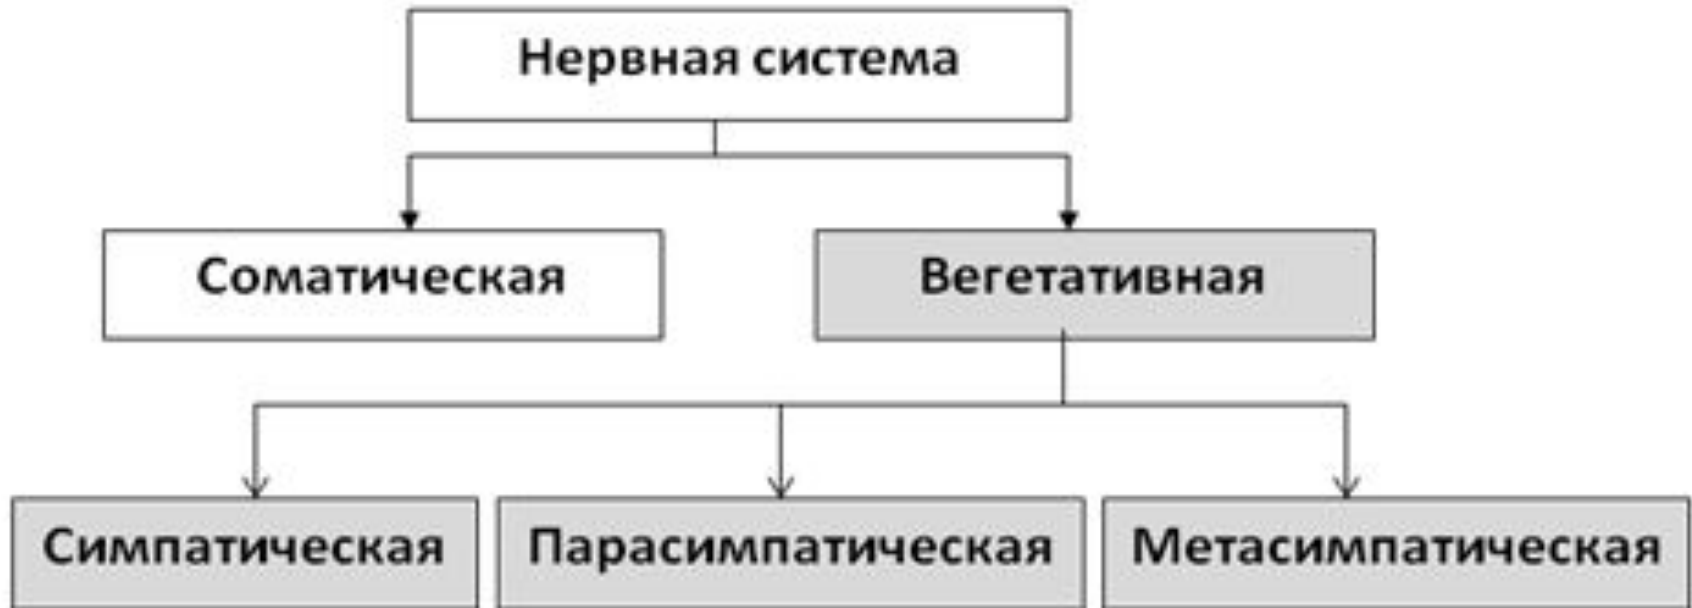 Нервная система
Соматическая
Вегетативная
Симпатическая
Парасимпатическая
Метасимпатическая